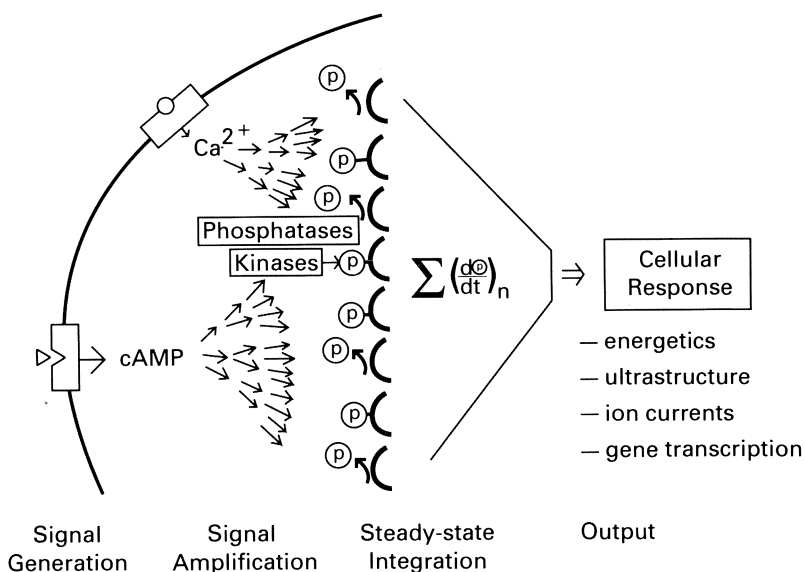 p
Ca2+
p
p
Phosphatases
Kinases
p
p
cAMP
p
p
p
∑ (dⓟ/dt)n
Cellular
Response
— energetics
— ultrastructure
— ion currents
— gene transcription
Signal
Generation
Signal
Amplification
Steady-state
Integration
Output